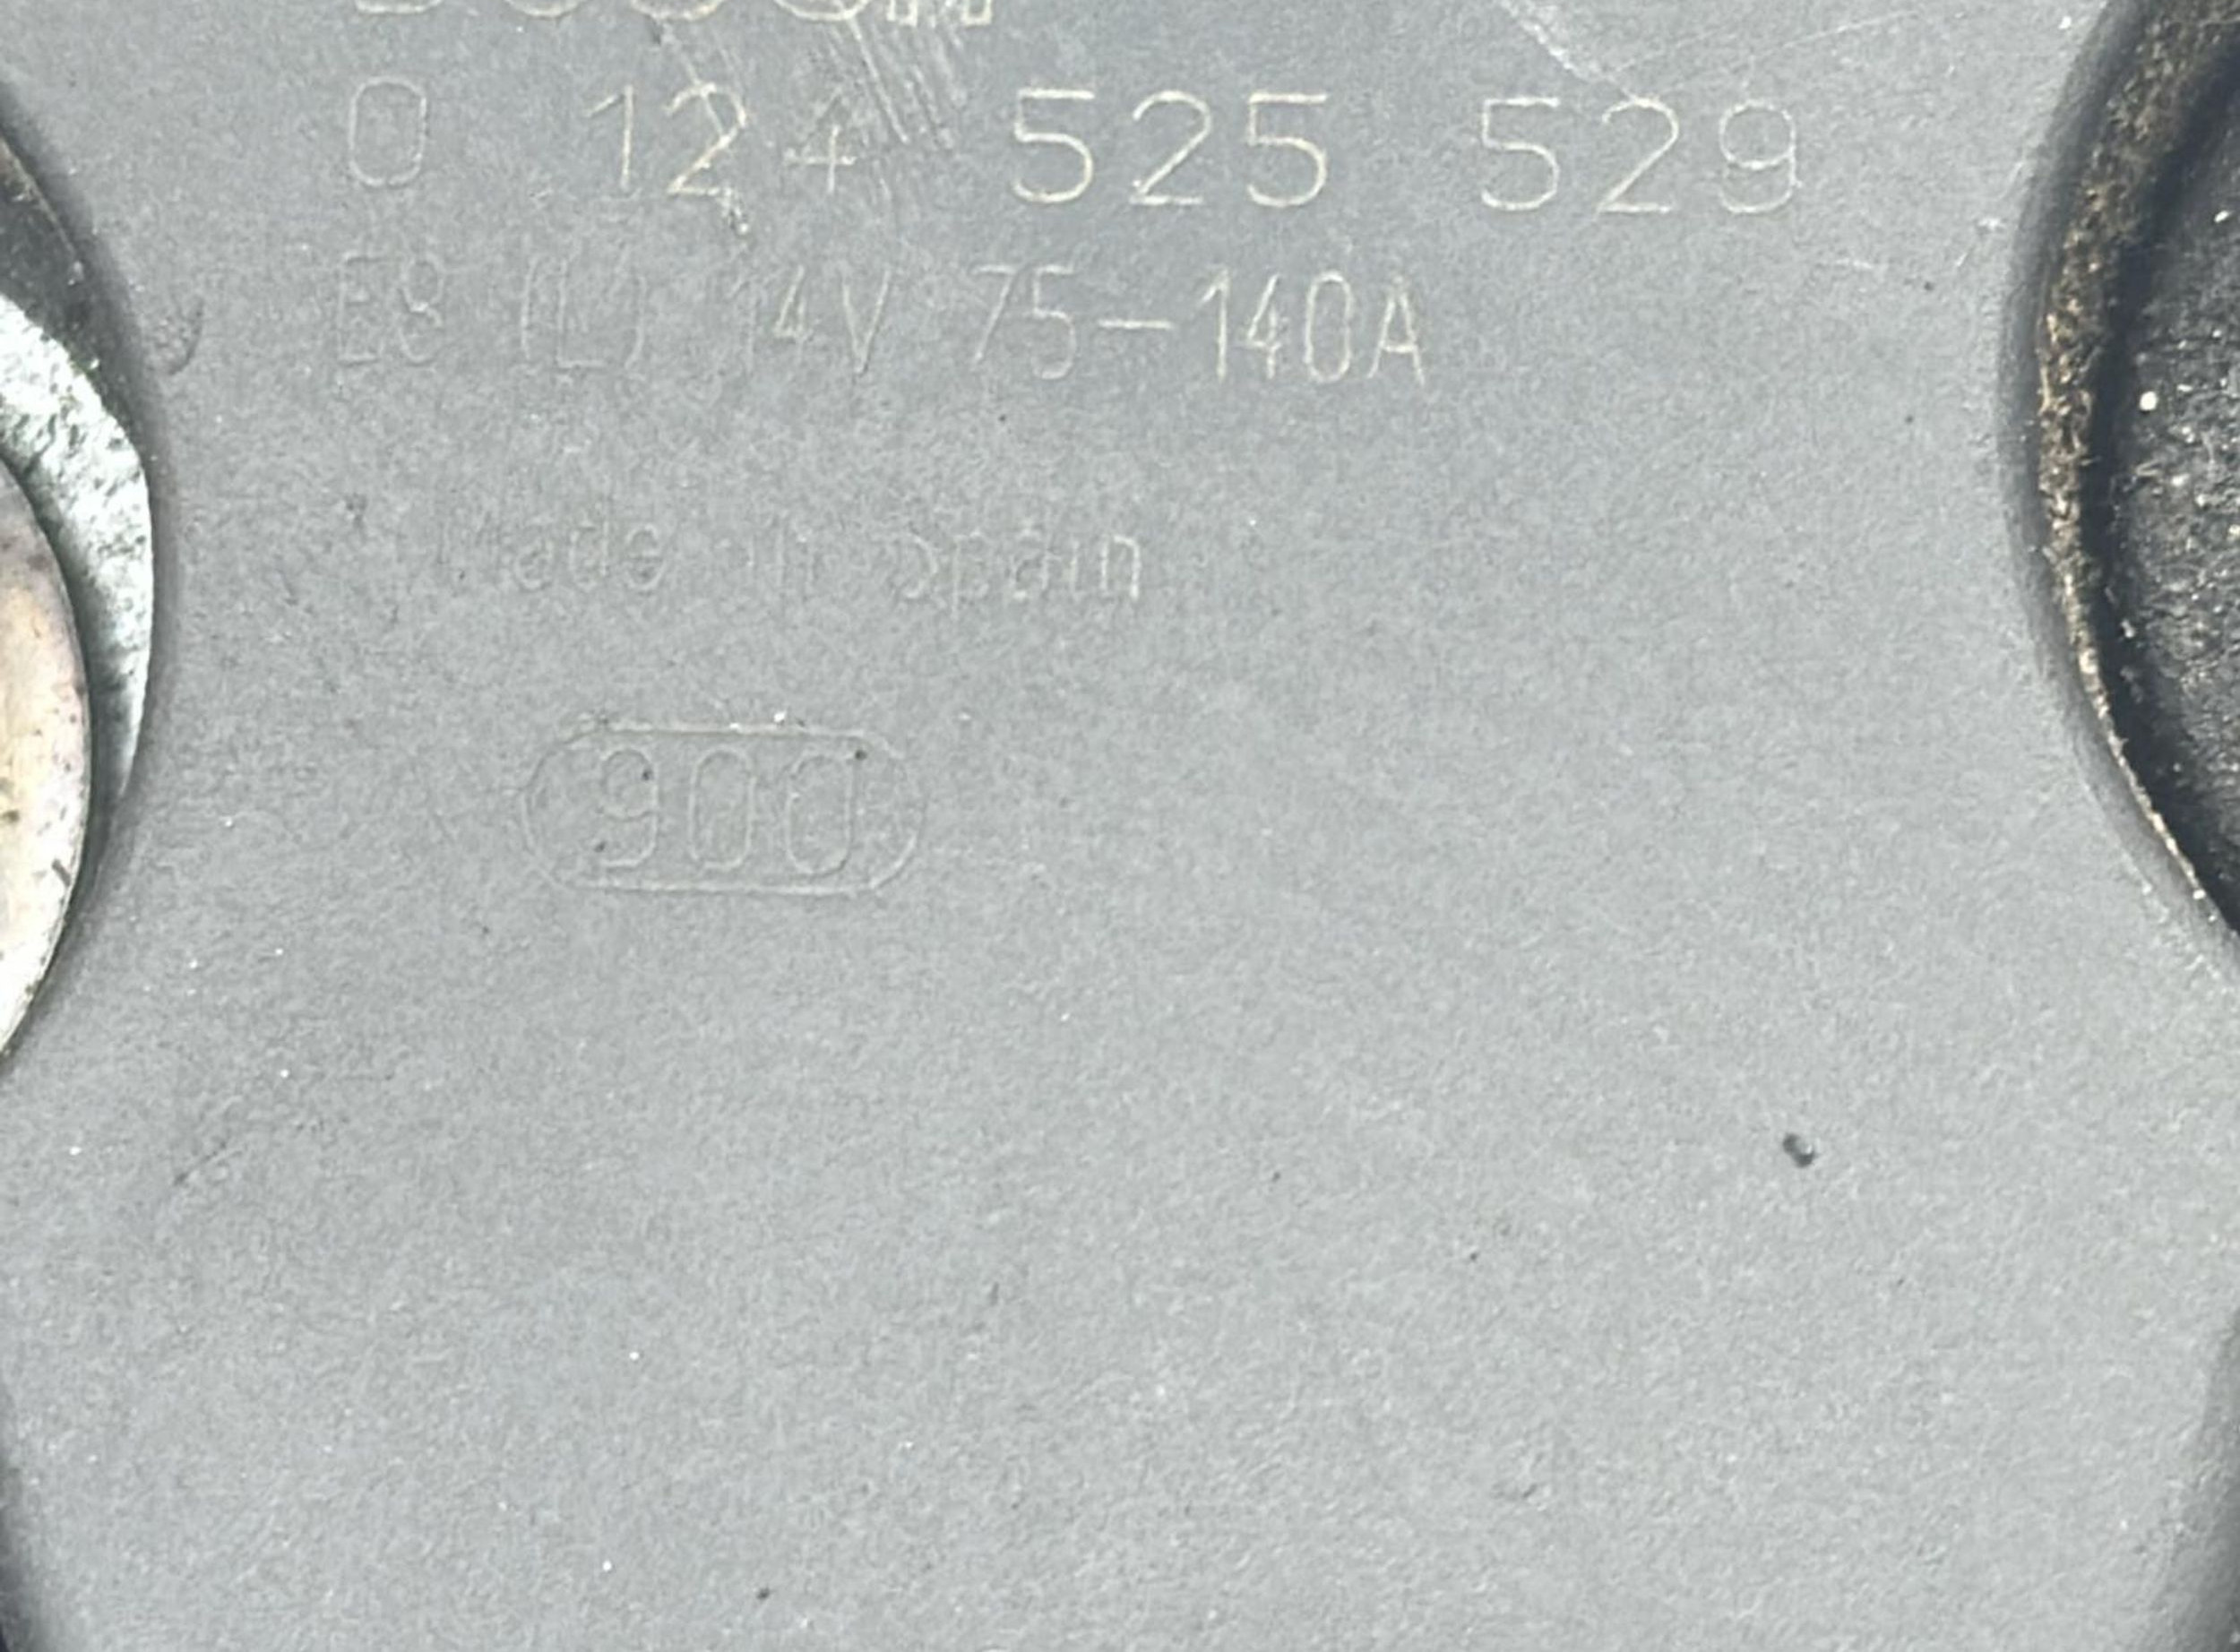 0 124 525 529
E8 (L) 14V 75-140A
Made in Spain
900